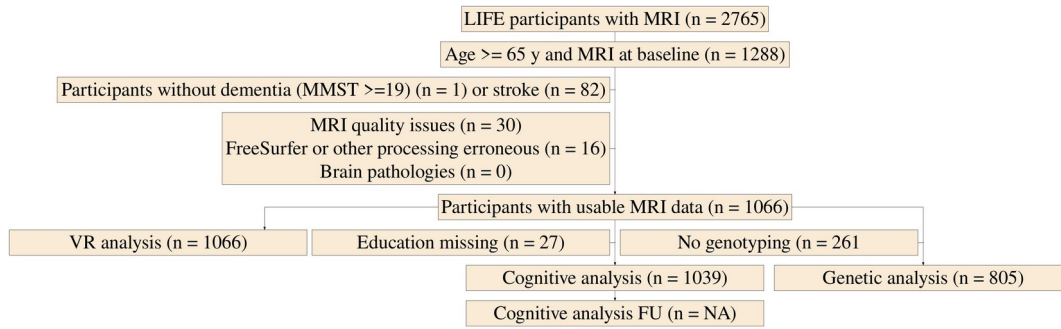 LIFE participants with MRI (n = 2765)
Age >= 65 y and MRI at baseline (n = 1288)
Participants without dementia (MMST >=19) (n = 1) or stroke (n = 82)
MRI quality issues (n = 30)
FreeSurfer or other processing erroneous (n = 16)
Brain pathologies (n = 0)
Participants with usable MRI data (n = 1066)
VR analysis (n = 1066)
Education missing (n = 27)
No genotyping (n = 261
Cognitive analysis (n = 1039)
Genetic analysis (n = 805)
Cognitive analysis FU (n = NA)